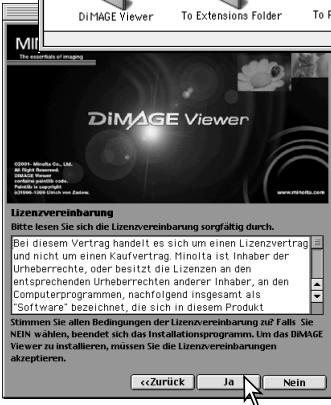 DiMAGE Viewer
To Extensions Folder
To P
MI
The essentials of imaging
DiMAGE Viewer
©2001- Minolta Co., Ltd.
All Right Reserved.
DiMAGE Viewer
contains paintlib code.
Paintlib is copyright
(c)1996-1999 Ulrich von Zadow.
www.minolta.com
Lizenzvereinbarung
Bitte lesen Sie sich die Lizenzvereinbarung sorgfältig durch.
Bei diesem Vertrag handelt es sich um einen Lizenzvertrag
und nicht um einen Kaufvertrag. Minolta ist Inhaber der
Urheberrechte, oder besitzt die Lizenzen an den
entsprechenden Urheberrechten anderer Inhaber, an den
Computerprogrammen, nachfolgend insgesamt als
"Software" bezeichnet, die sich in diesem Produkt
Stimmen Sie allen Bedingungen der Lizenzvereinbarung zu? Falls Sie
NEIN wählen, beendet sich das Installationsprogramm. Um das DiMAGE
Viewer zu installieren, müssen Sie die Lizenzvereinbarungen
akzeptieren.
<<Zurück Ja Nein